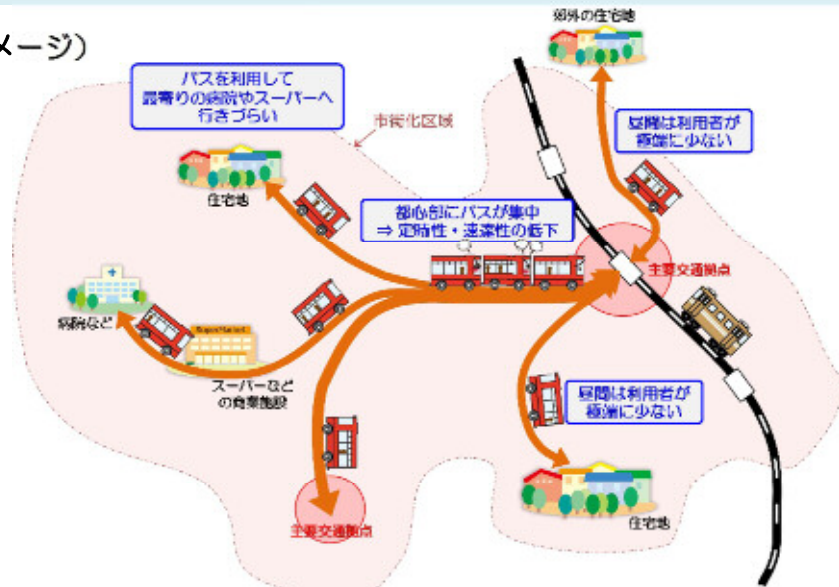 メージ）
郊外の住宅地
バスを利用して
最寄りの病院やスーパーへ
行きづらい
市街化区域
昼間は利用者が
極端に少ない
住宅地
都心部にバスが集中
⇒ 定時性・速達性の低下
主要交通拠点
病院など
SuperMarket
スーパーなど
の商業施設
昼間は利用者が
極端に少ない
主要交通拠点
住宅地